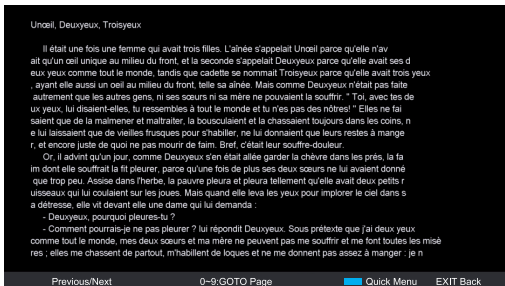 Unœil, Deuxyeux, Troisyeux
Il était une fois une femme qui avait trois filles. L'aînée s'appelait Unœil parce qu'elle n'av
ait qu'un œil unique au milieu du front, et la seconde s'appelait Deuxyeux parce qu'elle avait ses d
eux yeux comme tout le monde, tandis que cadette se nommait Troisyeux parce qu'elle avait trois yeux
, ayant elle aussi un oeil au milieu du front, telle sa aînée. Mais comme Deuxyeux n'était pas faite
autrement que les autres gens, ni ses sœurs ni sa mère ne pouvaient la souffrir. " Toi, avec tes de
ux yeux, lui disaient-elles, tu ressembles à tout le monde et tu n'es pas des nôtres! " Elles ne fai
saient que de la malmener et maltraiter, la bousculaient et la chassaient toujours dans les coins, n
e lui laissaient que de vieilles frusques pour s'habiller, ne lui donnaient que leurs restes à mange
r, et encore juste de quoi ne pas mourir de faim. Bref, c'était leur souffre-douleur.
Or, il advint qu'un jour, comme Deuxyeux s'en était allée garder la chèvre dans les prés, la fa
im dont elle souffrait la fit pleurer, parce qu'une fois de plus ses deux sœurs ne lui avaient donné
que trop peu. Assise dans l'herbe, la pauvre pleura et pleura tellement qu'elle avait deux petits r
uisseaux qui lui coulaient sur les joues. Mais quand elle leva les yeux pour implorer le ciel dans s
a détresse, elle vit devant elle une dame qui lui demanda :
- Deuxyeux, pourquoi pleures-tu ?
- Comment pourrais-je ne pas pleurer ? lui répondit Deuxyeux. Sous prétexte que j'ai deux yeux
comme tout le monde, mes deux sœurs et ma mère ne peuvent pas me souffrir et me font toutes les misè
res ; elles me chassent de partout, m'habillent de loques et ne me donnent pas assez à manger : je n
Previous/Next 0~9:GOTO Page Quick Menu EXIT Back